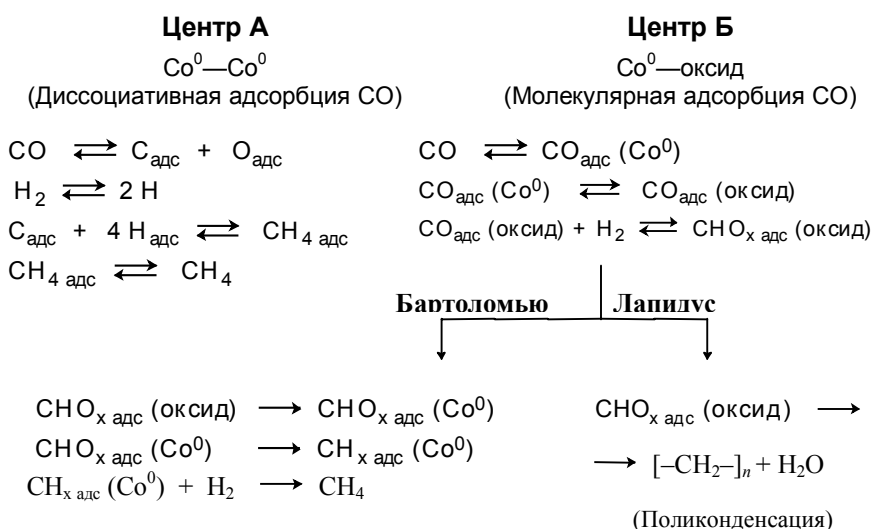 Центр А
Co⁰—Co⁰
(Диссоциативная адсорбция CO)
CO ⇄ C адс + O адс
H₂ ⇄ 2 H
C адс + 4 H адс ⇄ CH₄ адс
CH₄ адс ⇄ CH₄
Центр Б
Co⁰—оксид
(Молекулярная адсорбция CO)
CO ⇄ CO адс (Co⁰)
CO адс (Co⁰) ⇄ CO адс (оксид)
CO адс (оксид) + H₂ ⇄ CHOₓ адс (оксид)
Бартоломью Лапидус
CHOₓ адс (оксид) → CHOₓ адс (Co⁰)
CHOₓ адс (Co⁰) → CHₓ адс (Co⁰)
CHₓ адс (Co⁰) + H₂ → CH₄
CHOₓ адс (оксид) →
→ [–CH₂–]ₙ + H₂O
(Поликонденсация)